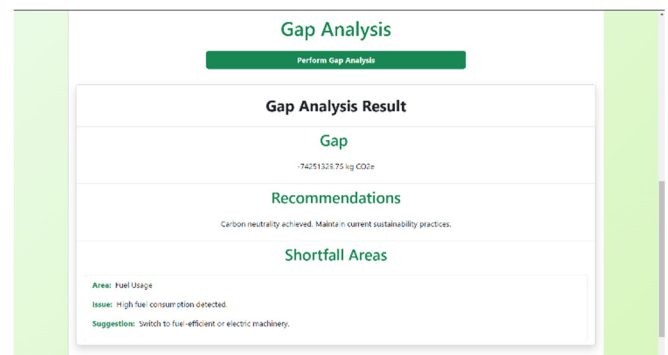 Gap Analysis
Perform Gap Analysis
Gap Analysis Result
Gap
-74251328.75 kg CO2e
Recommendations
Carbon neutrality achieved. Maintain current sustainability practices.
Shortfall Areas
Area: Fuel Usage
Issue: High fuel consumption detected.
Suggestion: Switch to fuel-efficient or electric machinery.